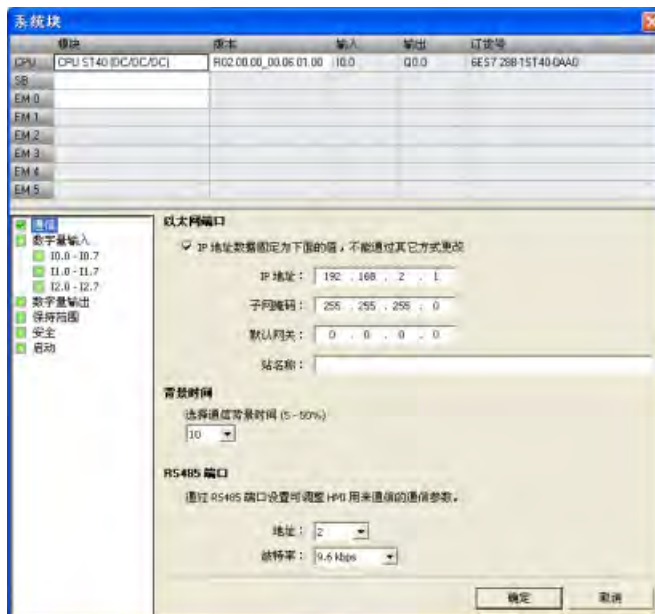 系统块
模块 版本 输入 输出 订货号
CPU CPU ST40 (DC/DC/DC) R02.00.00_00.06.01.00 I0.0 Q0.0 6ES7 288-1ST40-0AA0
SB
EM 0
EM 1
EM 2
EM 3
EM 4
EM 5
通信
数字量输入
I0.0 - I0.7
I1.0 - I1.7
I2.0 - I2.7
数字量输出
保持范围
安全
启动
以太网端口
IP 地址数据固定为下面的值，不能通过其它方式更改
IP 地址： 192 . 168 . 2 . 1
子网掩码： 255 . 255 . 255 . 0
默认网关： 0 . 0 . 0 . 0
站名称：
背景时间
选择通信背景时间 (5 - 50%)
10
RS485 端口
通过 RS485 端口设置可调整 HMI 用来通信的通信参数。
地址： 2
波特率： 9.6 kbps
确定 取消